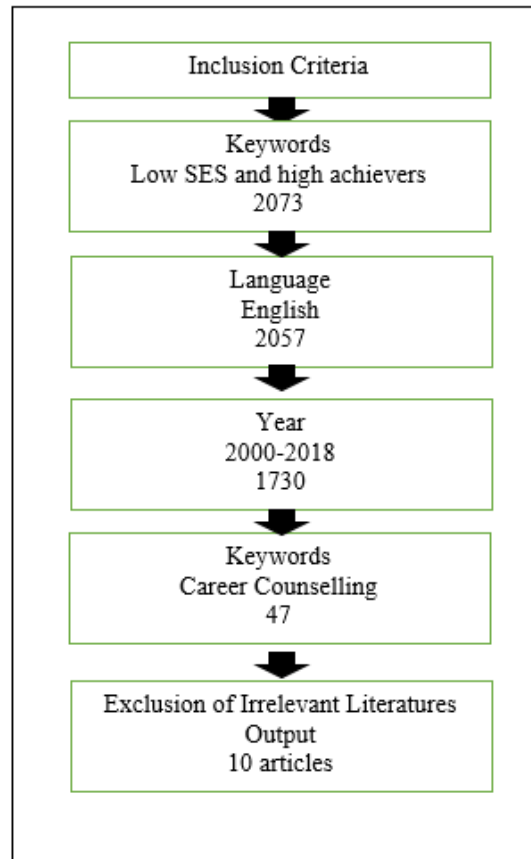 Inclusion Criteria
Keywords
Low SES and high achievers
2073
Language
English
2057
Year
2000-2018
1730
Keywords
Career Counselling
47
Exclusion of Irrelevant Literatures
Output
10 articles